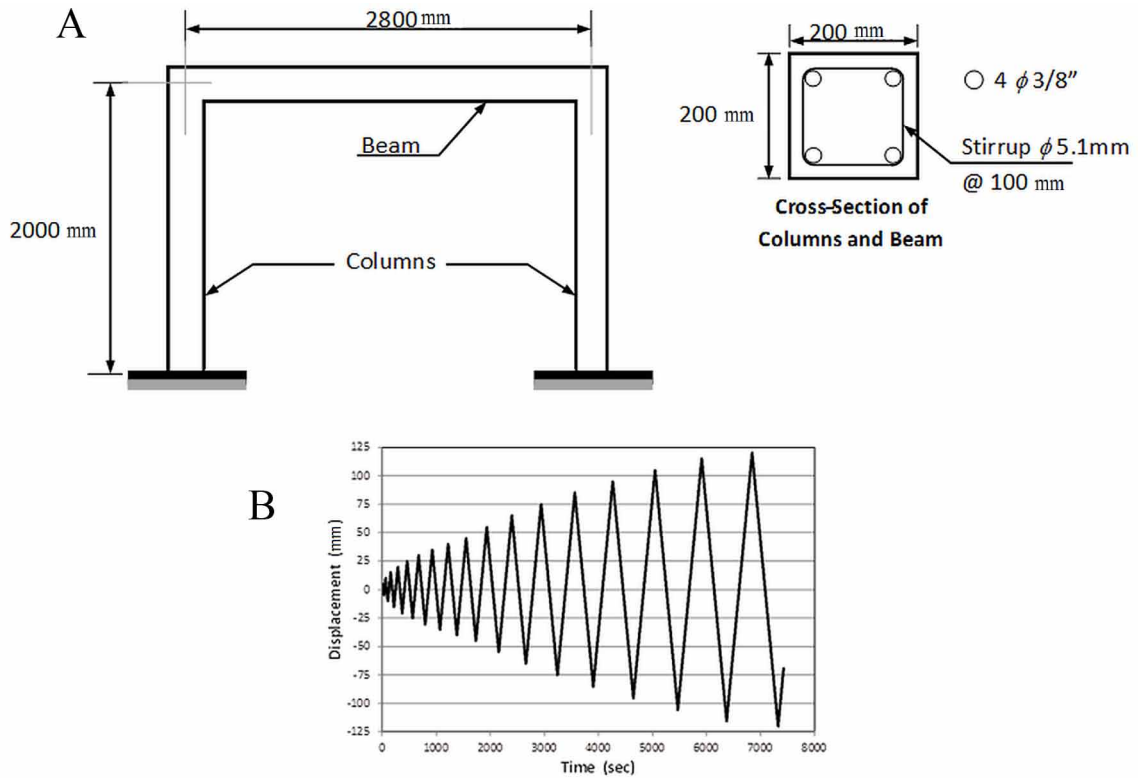 A
2800 mm
2000 mm
Beam
Columns
200 mm
200 mm
4 ϕ 3/8”
Stirrup ϕ 5.1mm
@ 100 mm
Cross-Section of
Columns and Beam
B
Displacement (mm)
125
100
75
50
25
0
-25
-50
-75
-100
-125
0 1000 2000 3000 4000 5000 6000 7000 8000
Time (sec)